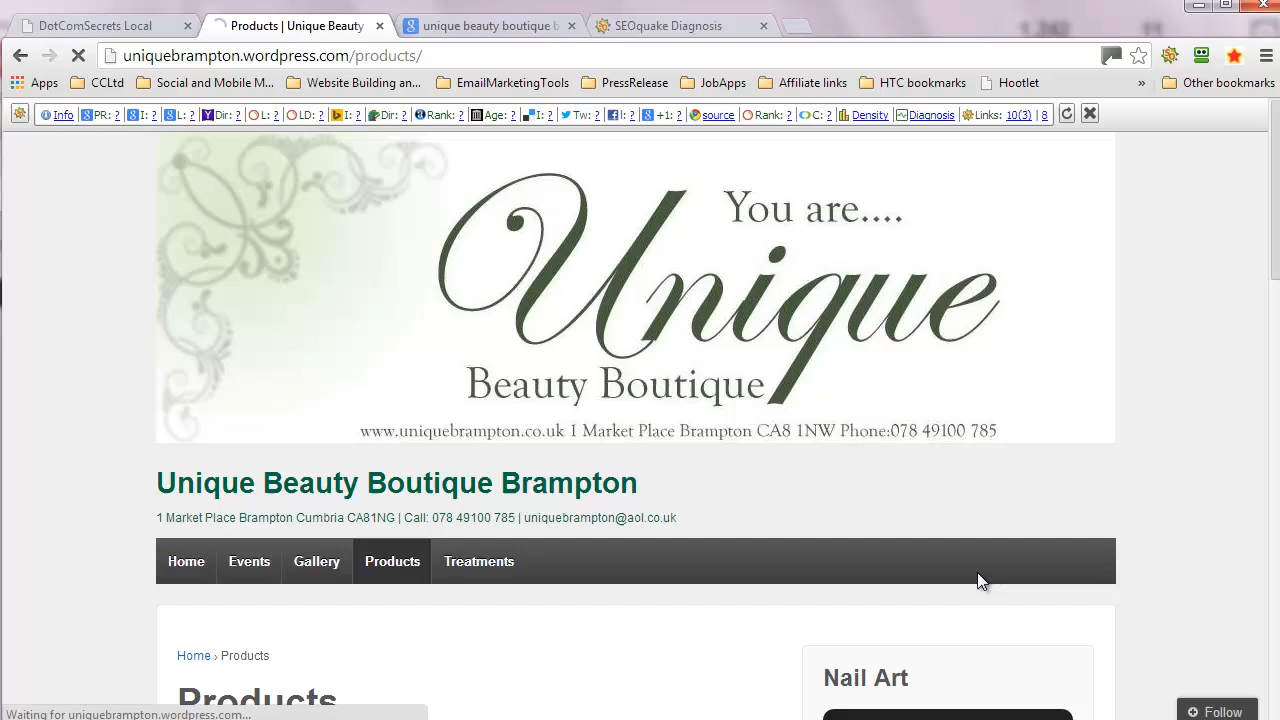 DotComSecrets Local
Products | Unique Beauty
unique beauty boutique b
SEOquake Diagnosis
uniquebrampton.wordpress.com/products/
Apps CCLtd Social and Mobile M... Website Building an... EmailMarketingTools PressRelease JobApps Affiliate links HTC bookmarks Hootlet » Other bookmarks
Info PR: ? I: ? L: ? Dir: ? L: ? LD: ? I: ? Dir: ? Rank: ? Age: ? I: ? Tw: ? I: ? +1: ? source Rank: ? C: ? Density Diagnosis Links: 10(3) | 8
You are....
Unique
Beauty Boutique
www.uniquebrampton.co.uk 1 Market Place Brampton CA8 1NW Phone:078 49100 785
Unique Beauty Boutique Brampton
1 Market Place Brampton Cumbria CA81NG | Call: 078 49100 785 | uniquebrampton@aol.co.uk
Home Events Gallery Products Treatments
Home › Products
Nail Art
Products
Waiting for uniquebrampton.wordpress.com...
Follow